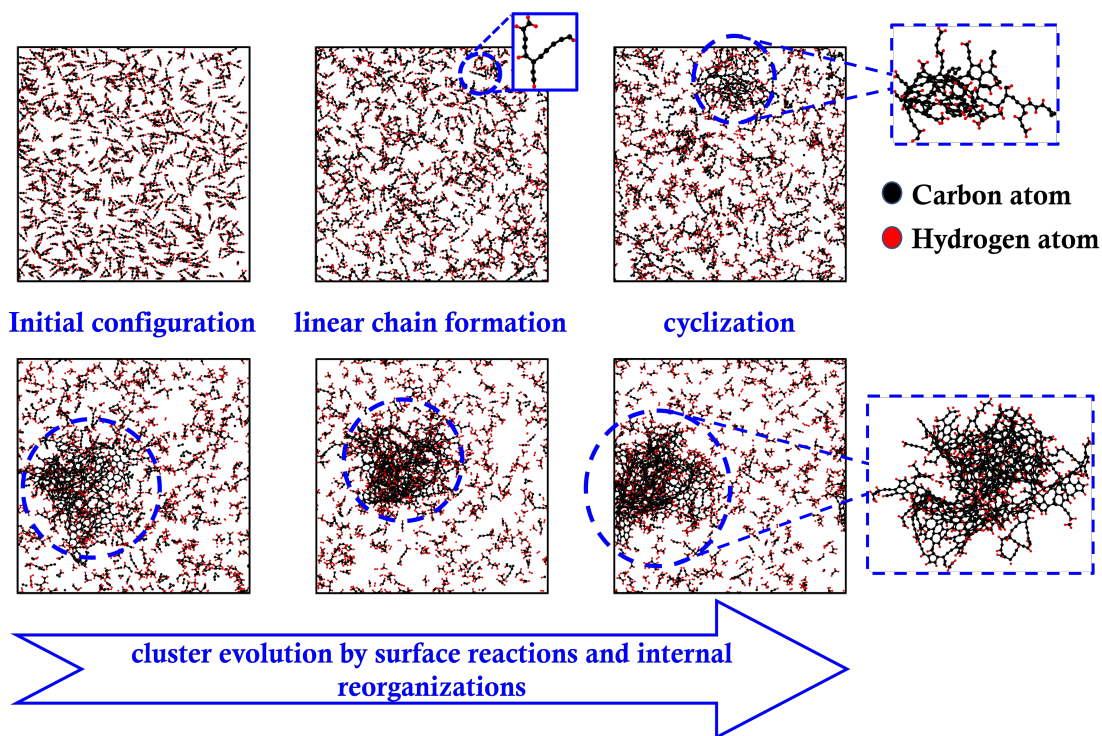 Carbon atom
Hydrogen atom
Initial configuration
linear chain formation
cyclization
cluster evolution by surface reactions and internal
reorganizations